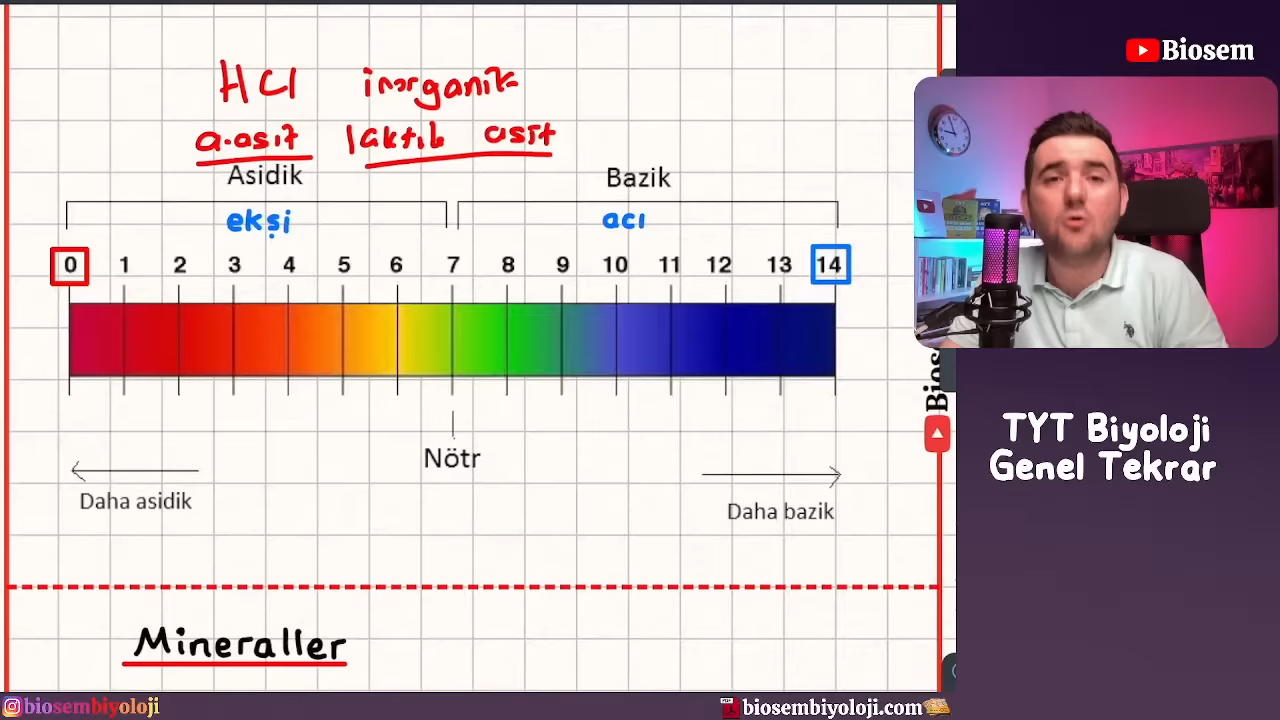 HCl inorganik
a.asit laktik asit
Asidik Bazik
ekşi acı
0 1 2 3 4 5 6 7 8 9 10 11 12 13 14
Nötr
Daha asidik
Daha bazik
Mineraller
Biosem
Bios
TYT Biyoloji
Genel Tekrar
biosembiyoloji
biosembiyoloji.com